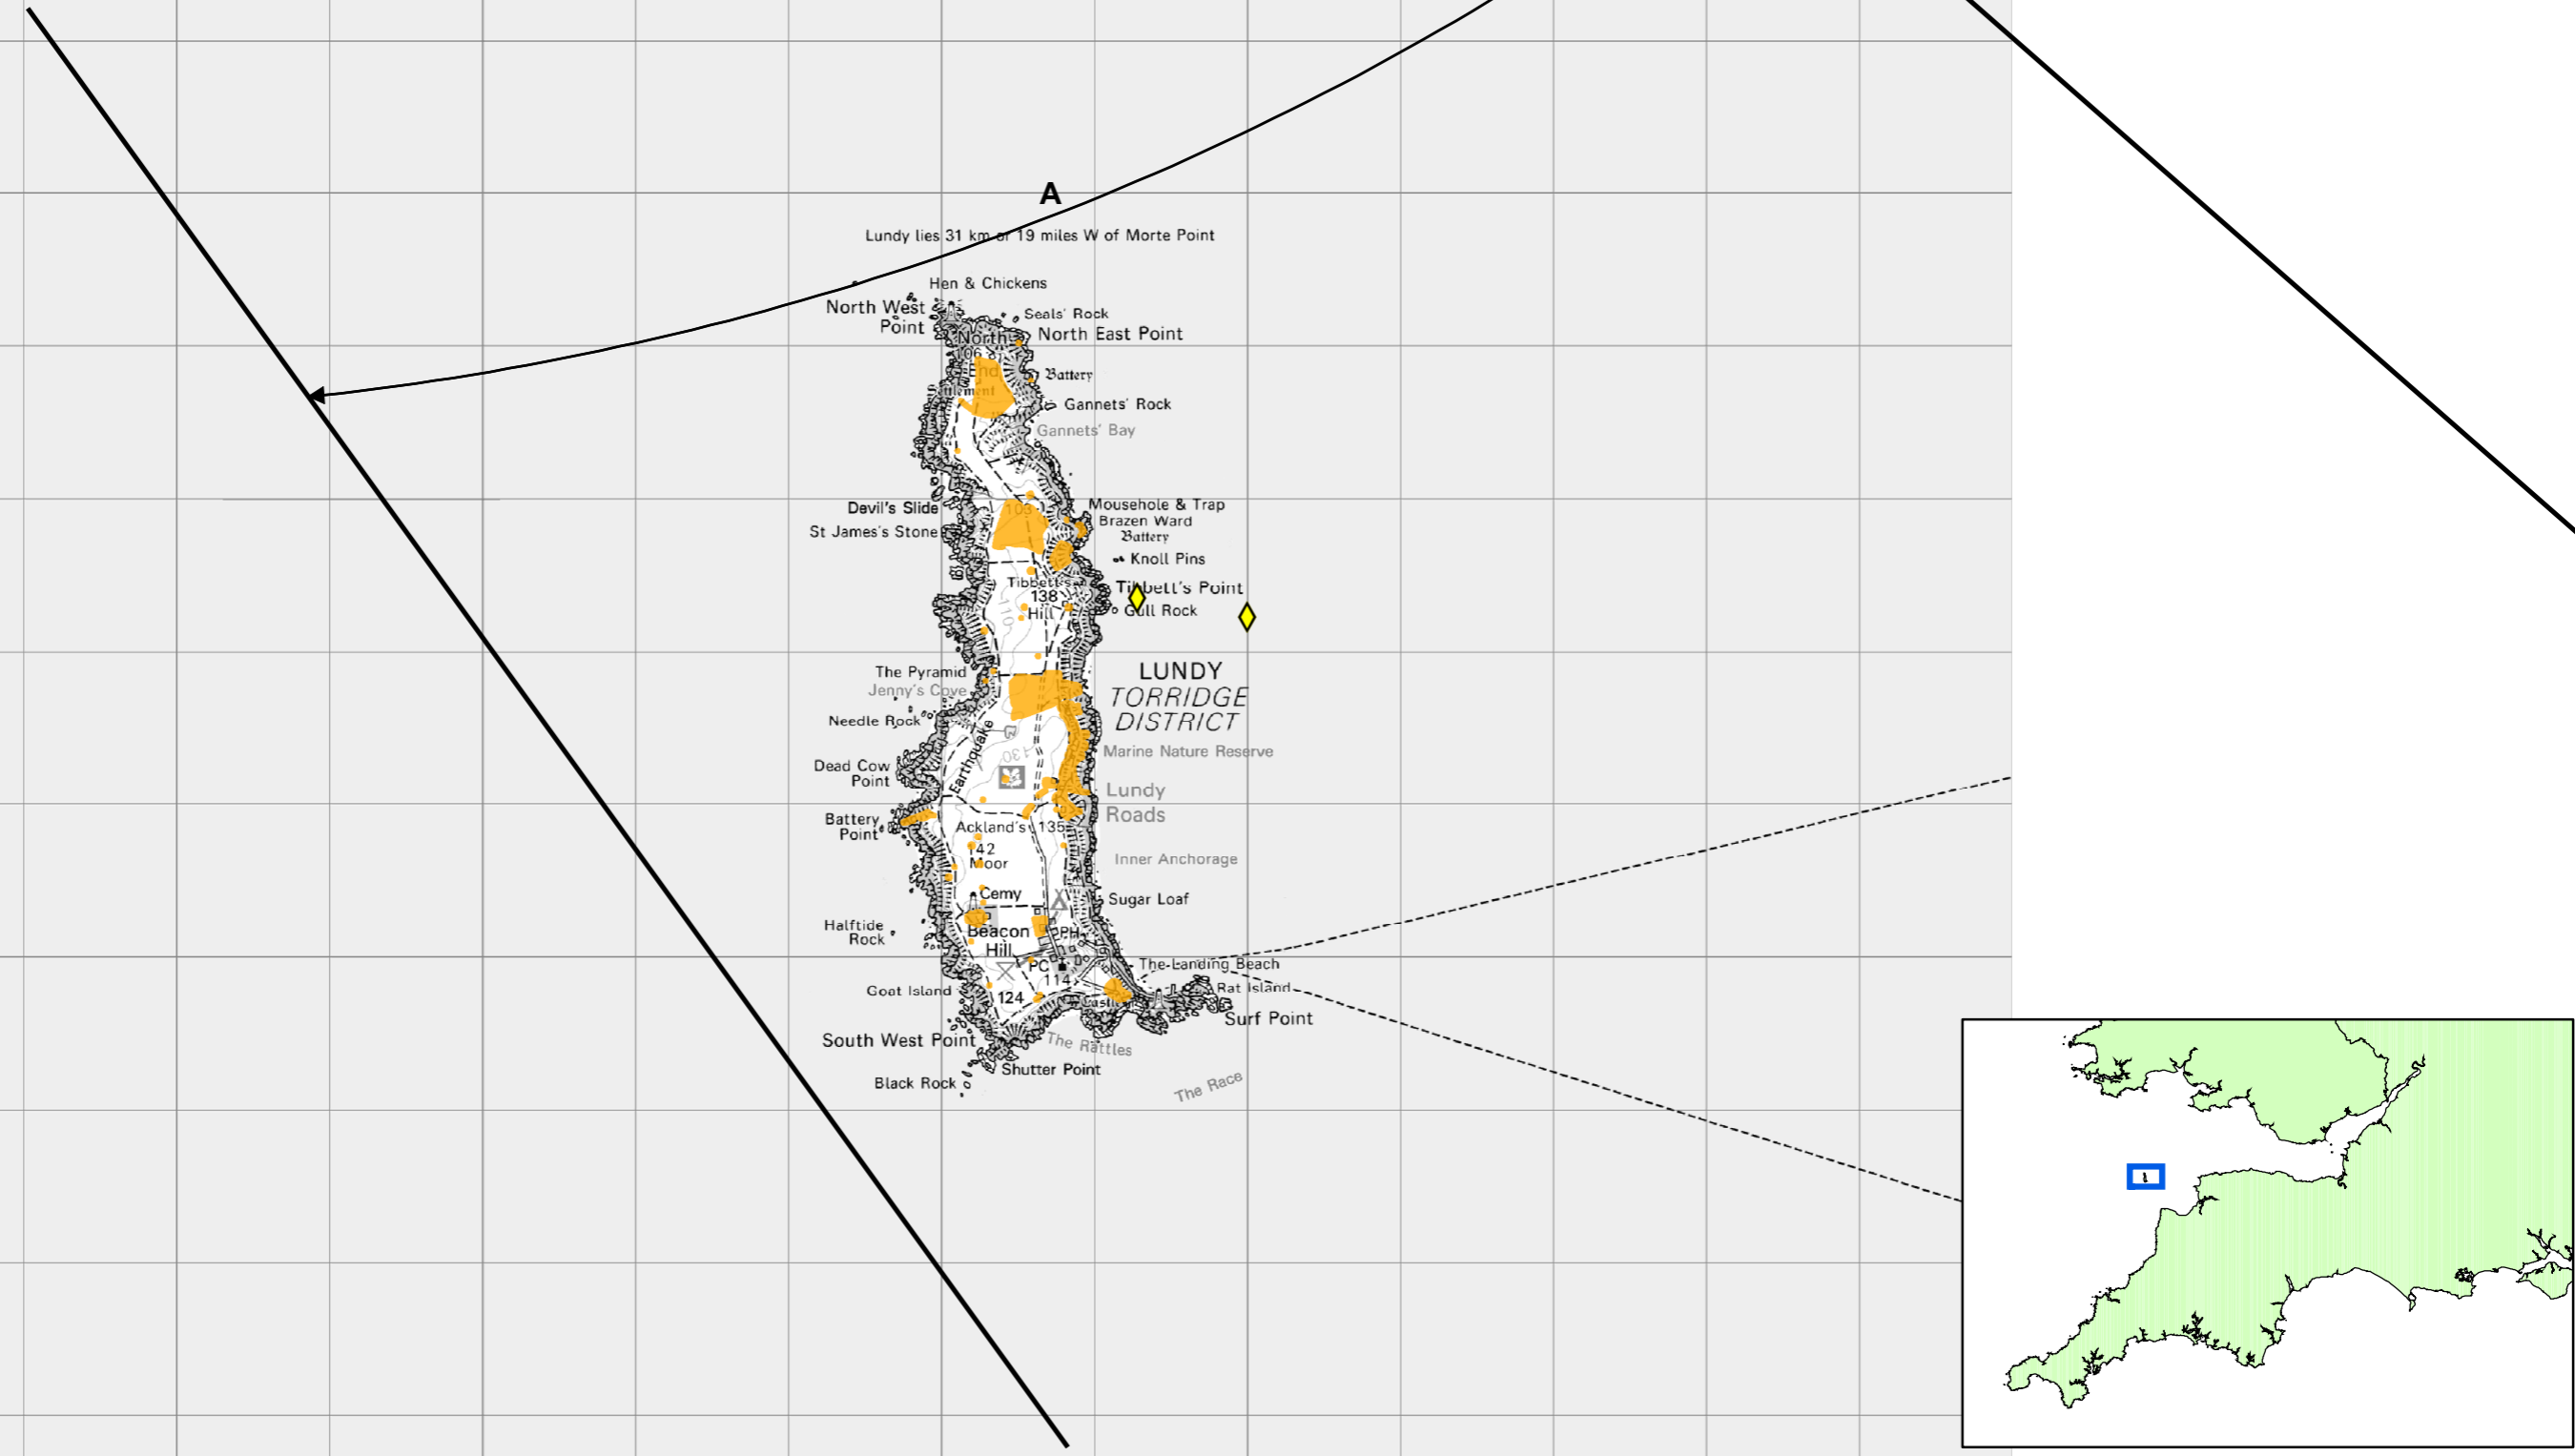 A
Lundy lies 31 km or 19 miles W of Morte Point
Hen & Chickens
North West
Point
Seals' Rock
North East Point
North
106
End
Battery
Gannets' Rock
Gannets' Bay
Devil's Slide
St James's Stone
103
Mousehole & Trap
Brazen Ward
Battery
Knoll Pins
Tibbett's
138
Hill
110
Tibbett's Point
Gull Rock
The Pyramid
Jenny's Cove
Needle Rock
LUNDY
TORRIDGE
DISTRICT
Marine Nature Reserve
Earthquake
130
Dead Cow
Point
Lundy
Roads
Battery
Point
Ackland's
135
142
Moor
Inner Anchorage
Cemy
Sugar Loaf
Halftide
Rock
Beacon
Hill
PH
PC
114
The Landing Beach
Goat Island
124
Castle
Rat Island
Surf Point
South West Point
The Rattles
Shutter Point
Black Rock
The Race